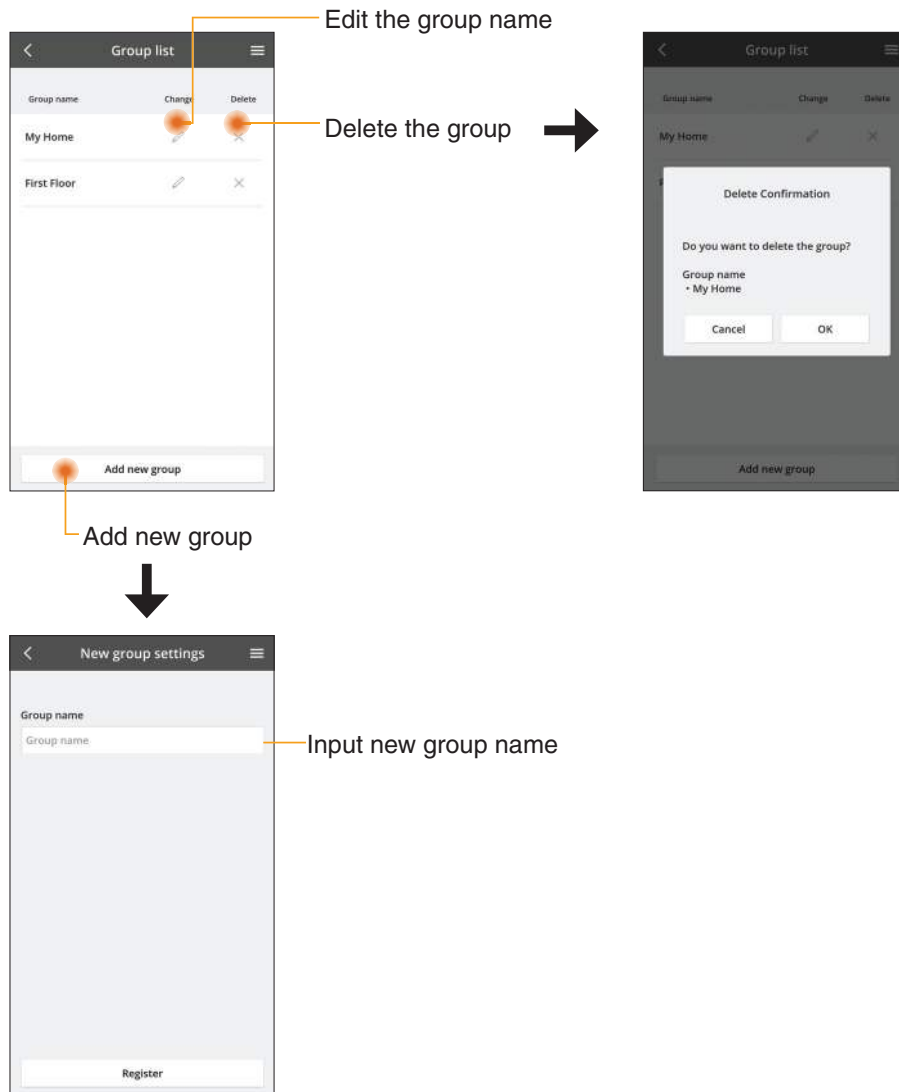 Edit the group name
Group list
Group name Change Delete
My Home
First Floor
Add new group
Delete the group
Group list
Group name Change Delete
My Home
Delete Confirmation
Do you want to delete the group?
Group name
• My Home
Cancel OK
Add new group
Add new group
New group settings
Group name
Group name
Input new group name
Register